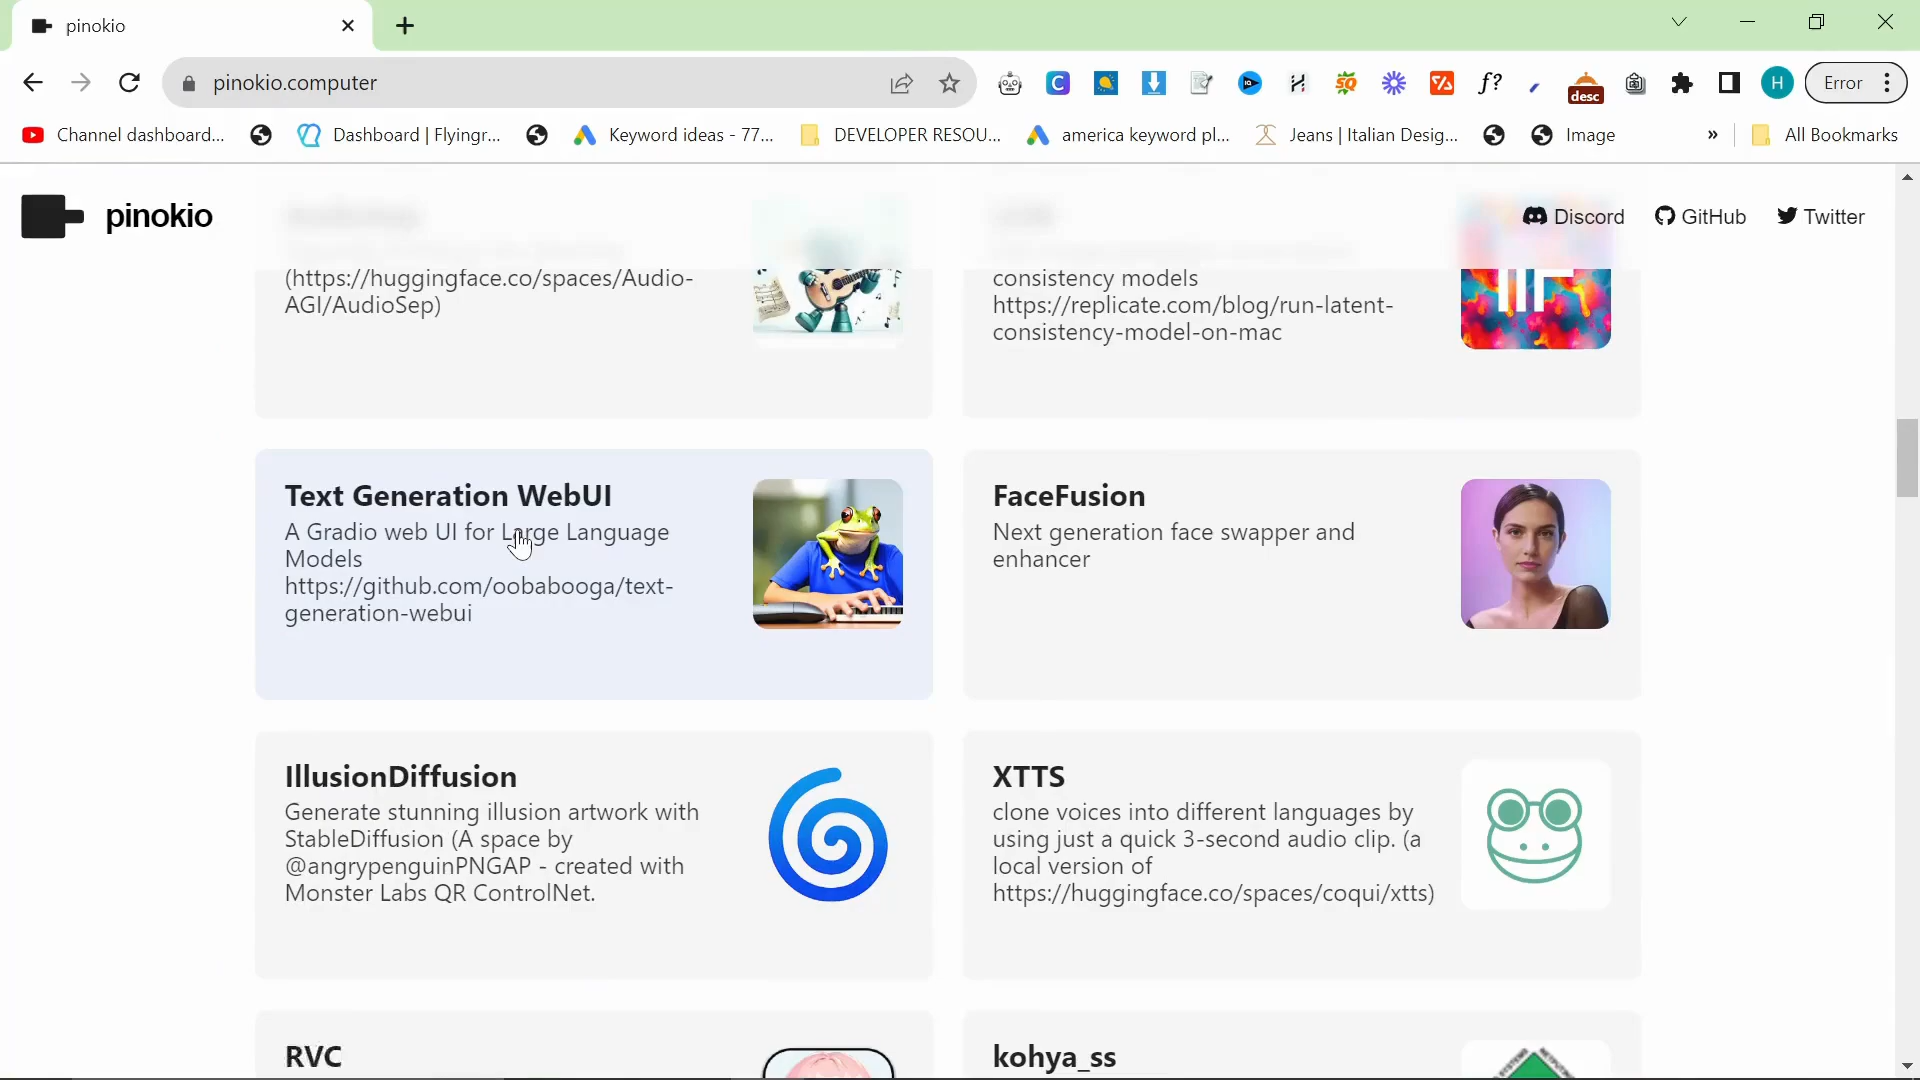 pinokio
pinokio.computer
desc
H
Error
Channel dashboard...
Dashboard | Flyingr...
Keyword ideas - 77...
DEVELOPER RESOU...
america keyword pl...
Jeans | Italian Desig...
Image
»
All Bookmarks
pinokio
Discord
GitHub
Twitter
(https://huggingface.co/spaces/Audio-
AGI/AudioSep)
consistency models
https://replicate.com/blog/run-latent-
consistency-model-on-mac
Text Generation WebUI
A Gradio web UI for Large Language
Models
https://github.com/oobabooga/text-
generation-webui
FaceFusion
Next generation face swapper and
enhancer
IllusionDiffusion
Generate stunning illusion artwork with
StableDiffusion (A space by
@angrypenguinPNGAP - created with
Monster Labs QR ControlNet.
XTTS
clone voices into different languages by
using just a quick 3-second audio clip. (a
local version of
https://huggingface.co/spaces/coqui/xtts)
RVC
kohya_ss